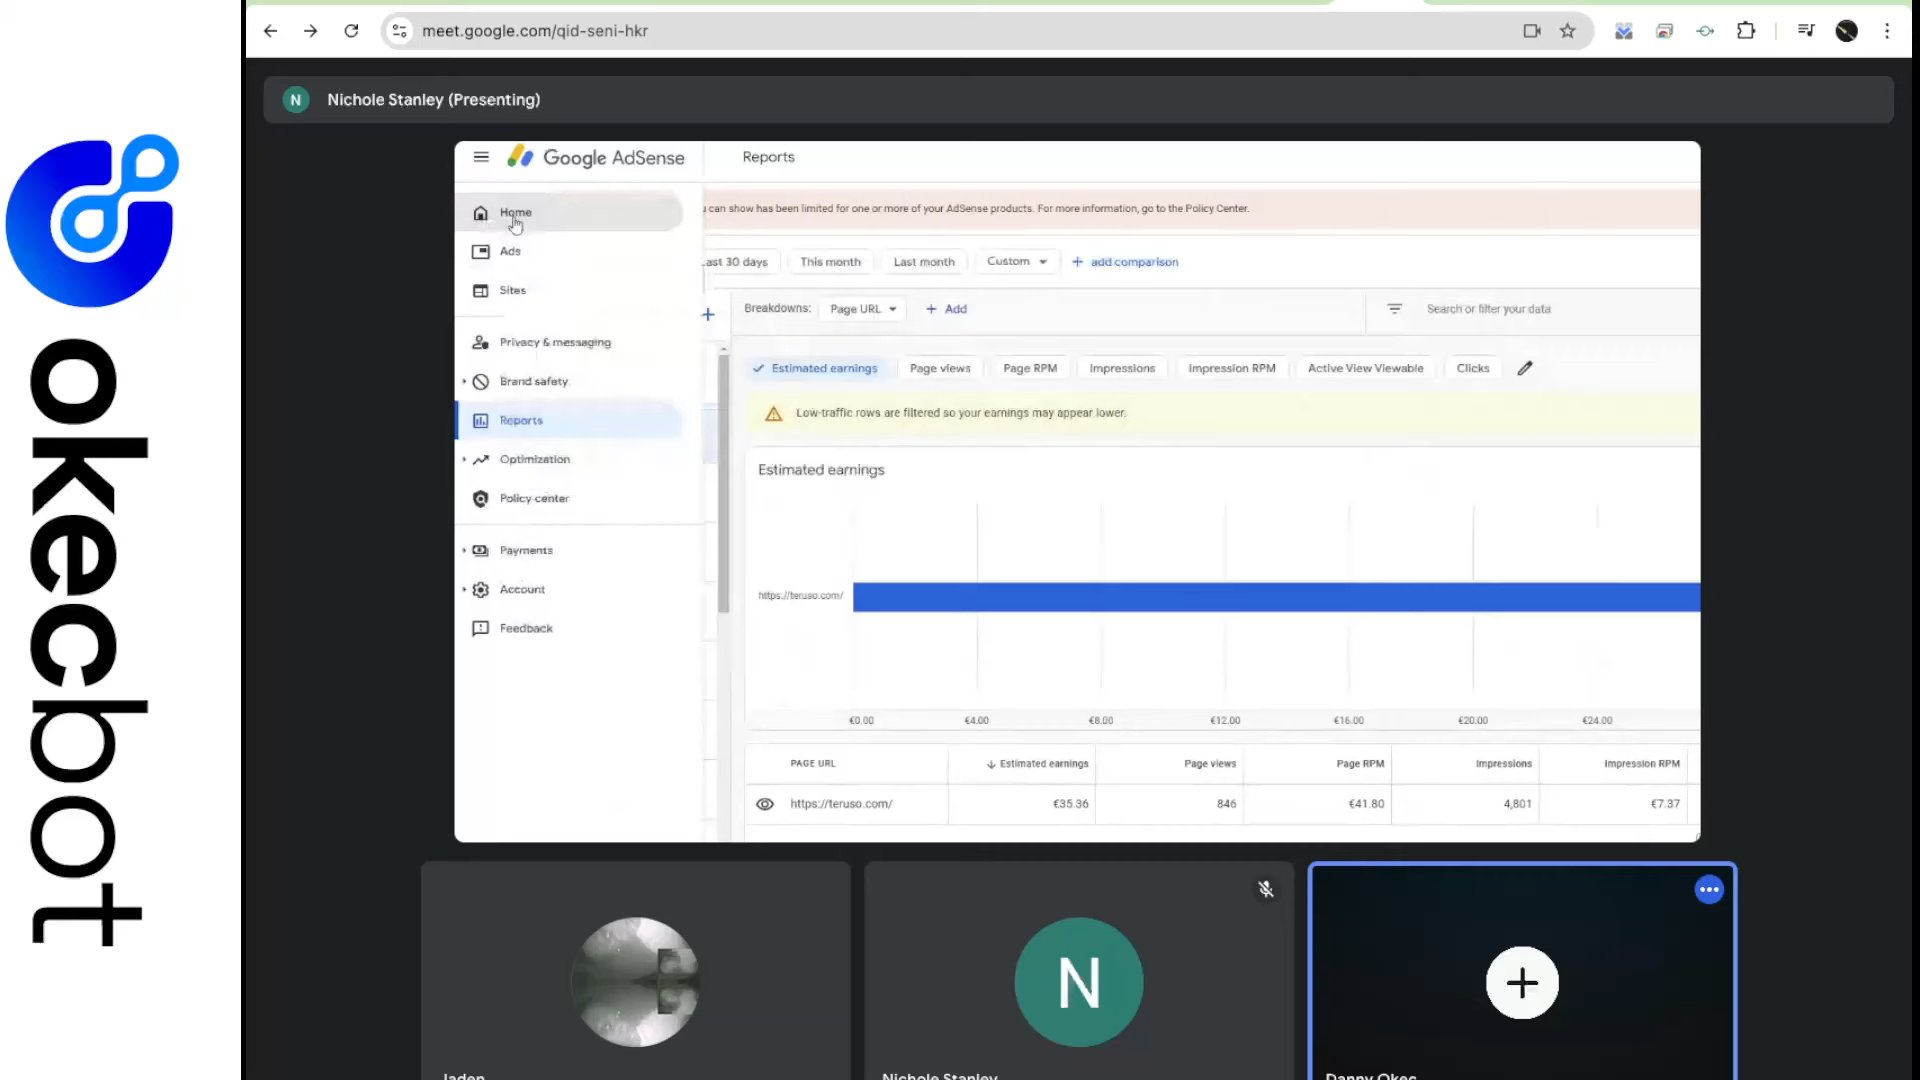 okecbot
meet.google.com/qid-seni-hkr
N
Nichole Stanley (Presenting)
Google AdSense
Reports
Home
can show has been limited for one or more of your AdSense products. For more information, go to the Policy Center.
Ads
Last 30 days
This month
Last month
Custom
+ add comparison
Sites
+
Breakdowns:
Page URL
+ Add
Search or filter your data
Privacy & messaging
Brand safety
Estimated earnings
Page views
Page RPM
Impressions
Impression RPM
Active View Viewable
Clicks
Reports
Low-traffic rows are filtered so your earnings may appear lower.
Optimization
Estimated earnings
Policy center
Payments
Account
https://teruso.com/
Feedback
€0.00
€4.00
€8.00
€12.00
€16.00
€20.00
€24.00
PAGE URL
Estimated earnings
Page views
Page RPM
Impressions
Impression RPM
https://teruso.com/
€35.36
846
€41.80
4,801
€7.37
N
Jaden
Nichole Stanley
Danny Okec